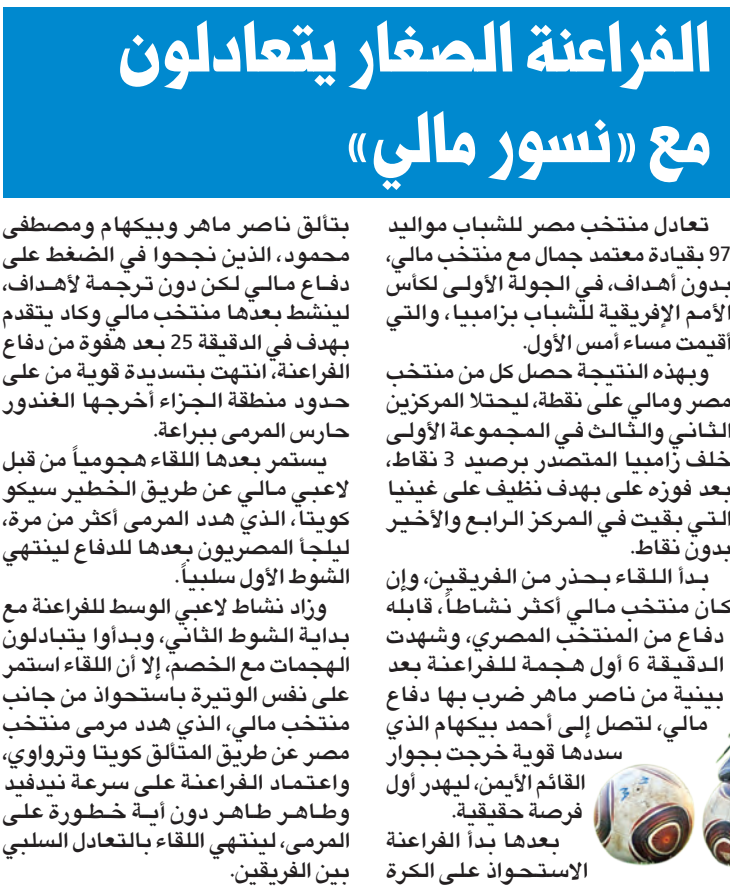 الفراعنة الصغار يتعادلون
مع «نسور مالي»
تعادل منتخب مصر للشباب مواليد
97 بقيادة معتمد جمال مع منتخب مالي،
بدون أهداف، في الجولة الأولى لكأس
الأمم الإفريقية للشباب بزامبيا، والتي
أقيمت مساء أمس الأول.
وبهذه النتيجة حصل كل من منتخب
مصر ومالي على نقطة، ليحتلا المركزين
الثاني والثالث في المجموعة الأولى
خلف زامبيا المتصدر برصيد 3 نقاط،
بعد فوزه على بهدف نظيف على غينيا
التي بقيت في المركز الرابع والأخير
بدون نقاط.
بدأ اللقاء بحذر من الفريقين، وإن
كان منتخب مالي أكثر نشاطاً، قابله
دفاع من المنتخب المصري، وشهدت
الدقيقة 6 أول هجمة للفراعنة بعد
بينية من ناصر ماهر ضرب بها دفاع
مالي، لتصل إلى أحمد بيكهام الذي
سددها قوية خرجت بجوار
القائم الأيمن، ليهدر أول
فرصة حقيقية.
بعدها بدأ الفراعنة
الاستحواذ على الكرة
بتألق ناصر ماهر وبيكهام ومصطفى
محمود، الذين نجحوا في الضغط على
دفاع مالي لكن دون ترجمة لأهداف،
لينشط بعدها منتخب مالي وكاد يتقدم
بهدف في الدقيقة 25 بعد هفوة من دفاع
الفراعنة، انتهت بتسديدة قوية من على
حدود منطقة الجزاء أخرجها الغندور
حارس المرمى ببراعة.
يستمر بعدها اللقاء هجومياً من قبل
لاعبي مالي عن طريق الخطير سيكو
كويتا، الذي هدد المرمى أكثر من مرة،
ليلجأ المصريون بعدها للدفاع لينتهي
الشوط الأول سلبياً.
وزاد نشاط لاعبي الوسط للفراعنة مع
بداية الشوط الثاني، وبدأوا يتبادلون
الهجمات مع الخصم، إلا أن اللقاء استمر
على نفس الوتيرة باستحواذ من جانب
منتخب مالي، الذي هدد مرمى منتخب
مصر عن طريق المتألق كويتا وترواوي،
واعتماد الفراعنة على سرعة نيدفيد
وطاهر طاهر دون أية خطورة على
المرمى، لينتهي اللقاء بالتعادل السلبي
بين الفريقين.